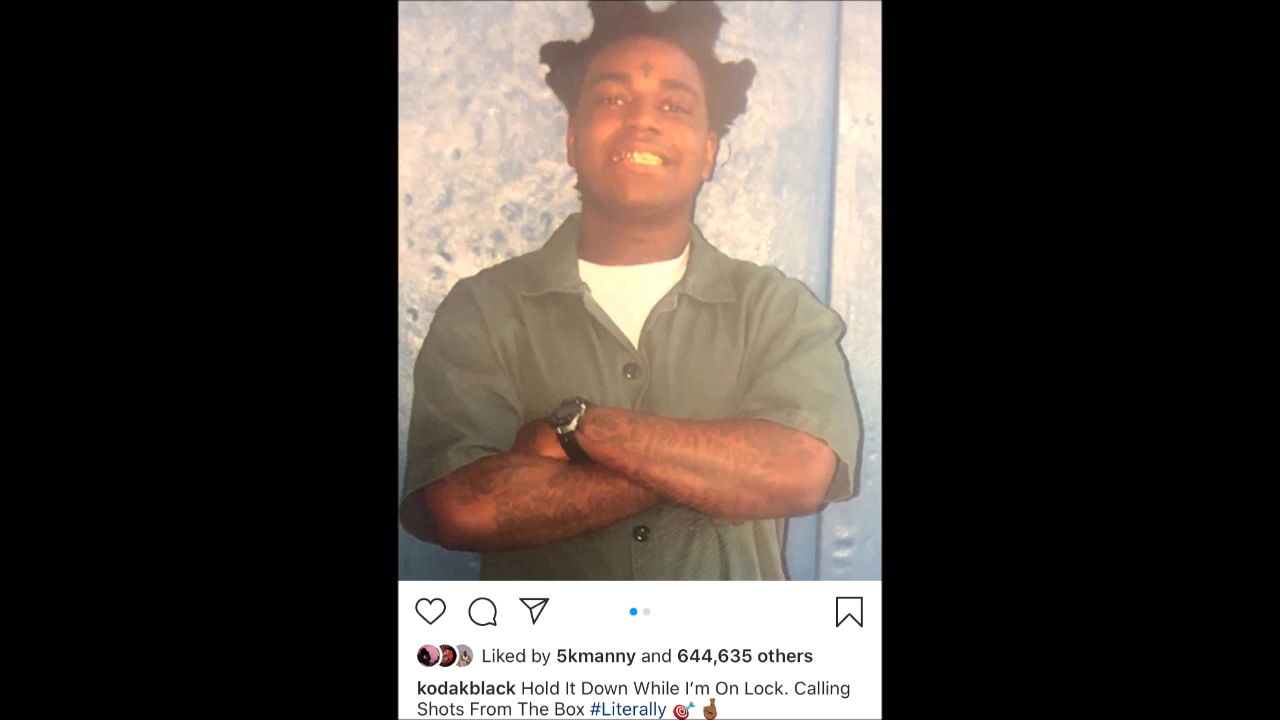 Liked by 5kmanny and 644,635 others
kodakblack Hold It Down While I'm On Lock. Calling
Shots From The Box #Literally 🎯 🤞🏾